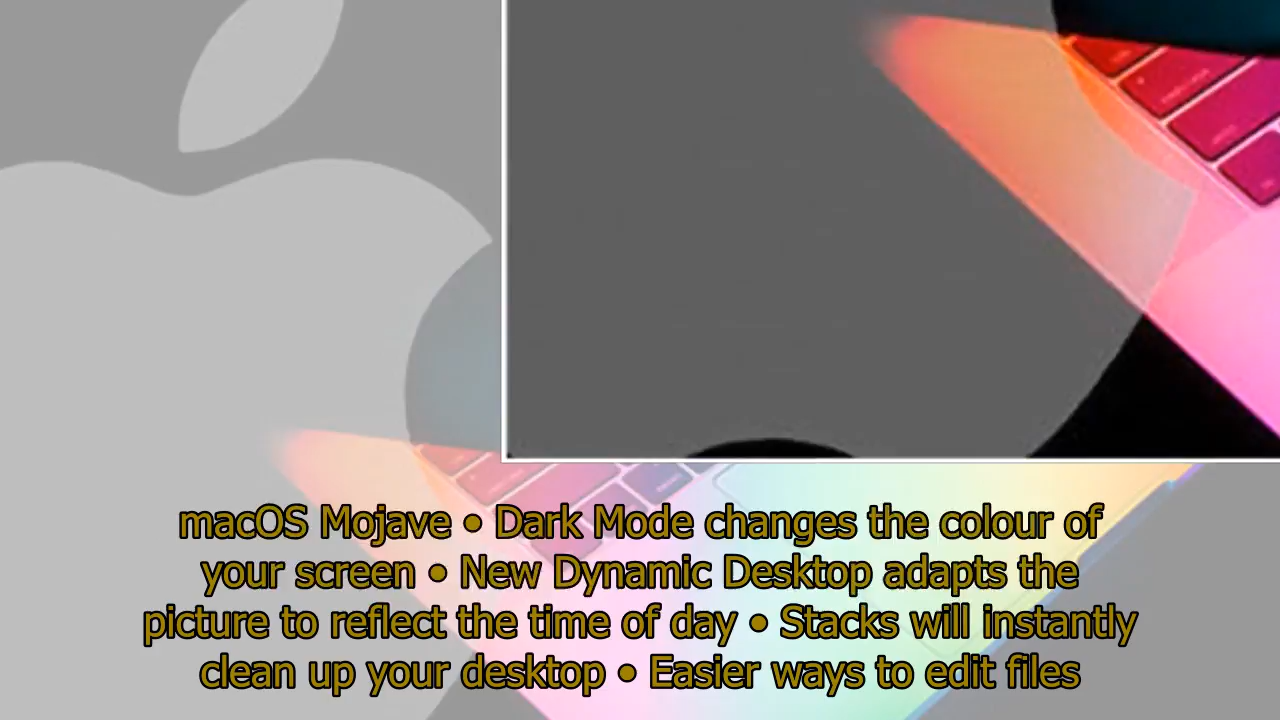 macOS Mojave • Dark Mode changes the colour of
your screen • New Dynamic Desktop adapts the
picture to reflect the time of day • Stacks will instantly
clean up your desktop • Easier ways to edit files